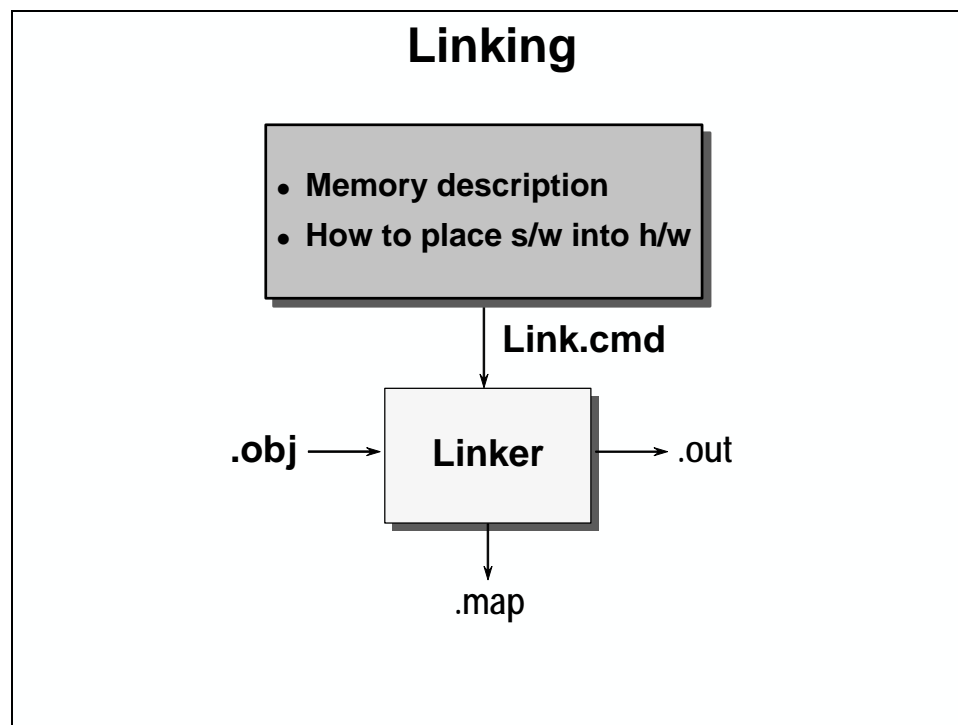 Linking
• Memory description
• How to place s/w into h/w
Link.cmd
.obj
Linker
.out
.map